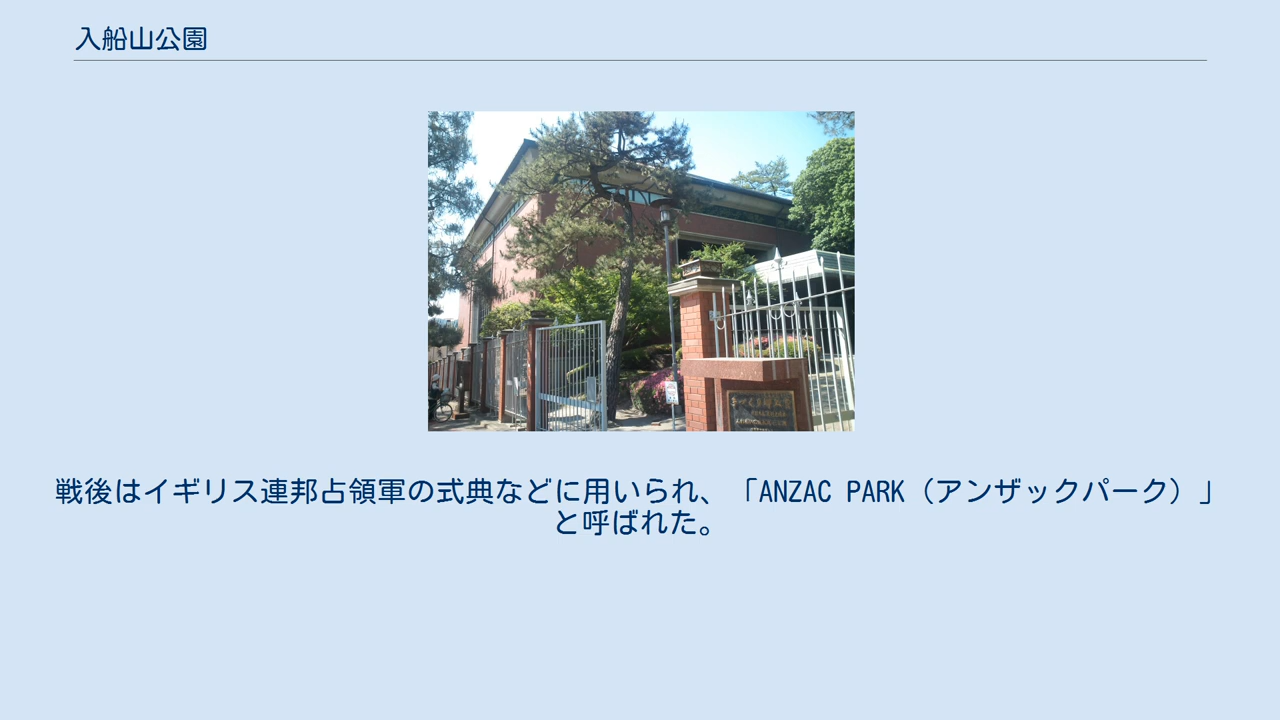 入船山公園
戦後はイギリス連邦占領軍の式典などに用いられ、「ANZAC PARK（アンザックパーク）」
と呼ばれた。